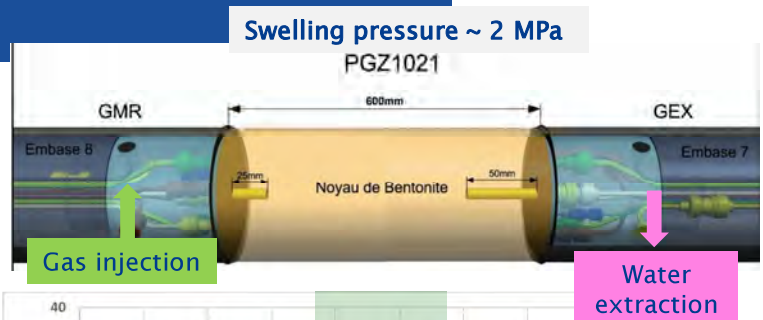 Swelling pressure ~ 2 MPa
PGZ1021
600mm
GMR
GEX
Embase 8
Embase 7
25mm
50mm
Noyau de Bentonite
Gas injection
Water
extraction
40